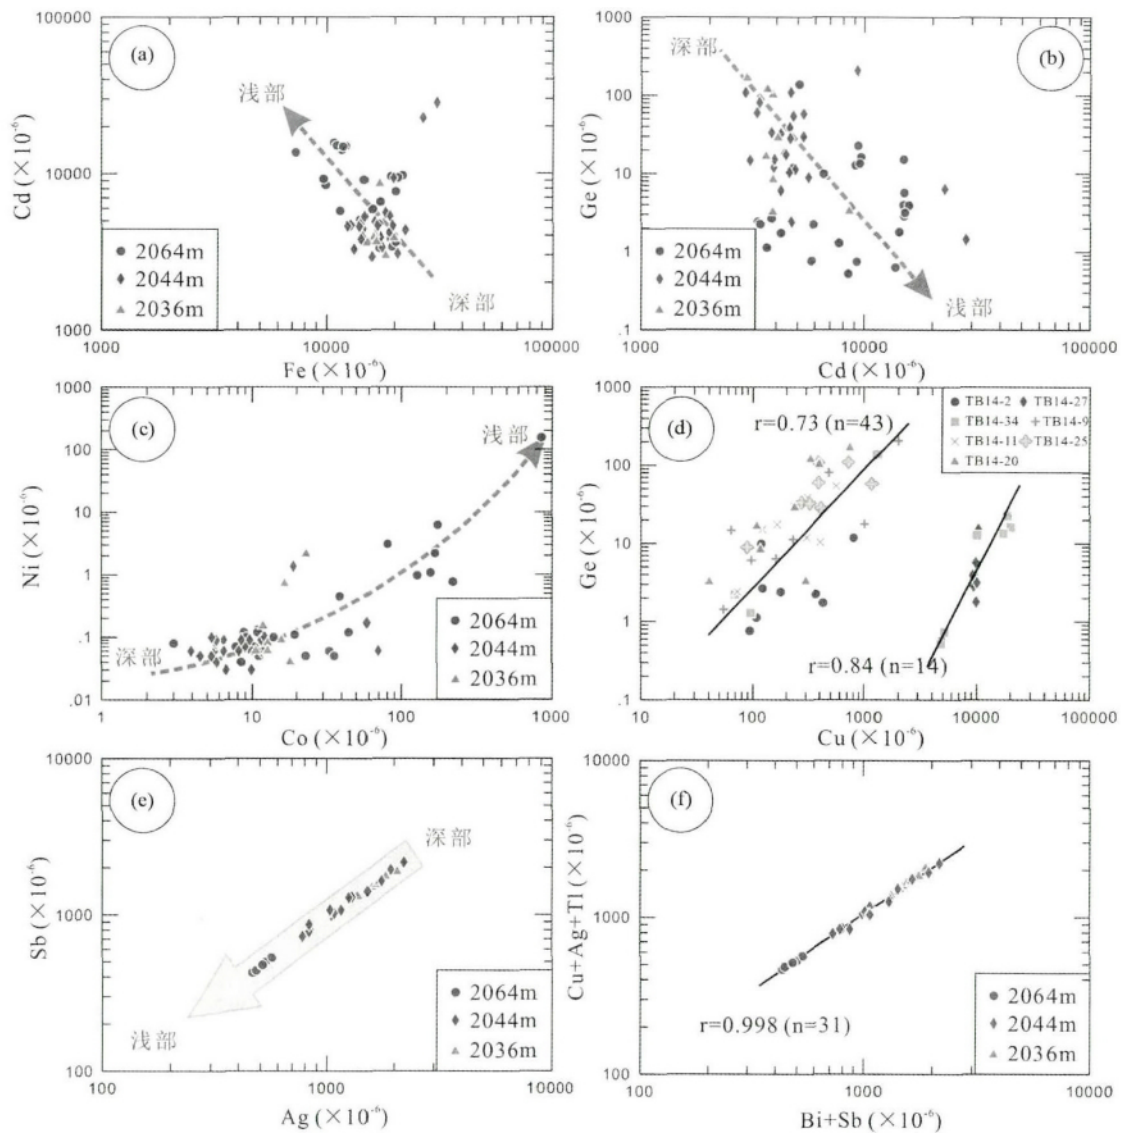 (a)
100000
10000
1000
Cd (×10⁻⁶)
浅部
深部
2064m
2044m
2036m
1000
10000
100000
Fe (×10⁻⁶)
(b)
1000
100
10
1
.1
Ge (×10⁻⁶)
深部
浅部
2064m
2044m
2036m
1000
10000
100000
Cd (×10⁻⁶)
(c)
1000
100
10
1
.1
.01
Ni (×10⁻⁶)
浅部
深部
2064m
2044m
2036m
1
10
100
1000
Co (×10⁻⁶)
(d)
1000
100
10
1
.1
Ge (×10⁻⁶)
r=0.73 (n=43)
TB14-2 TB14-27
TB14-34 TB14-9
TB14-11 TB14-25
TB14-20
r=0.84 (n=14)
10
100
1000
10000
100000
Cu (×10⁻⁶)
(e)
10000
1000
100
Sb (×10⁻⁶)
深部
浅部
2064m
2044m
2036m
100
1000
10000
Ag (×10⁻⁶)
(f)
10000
1000
100
Cu+Ag+Tl (×10⁻⁶)
r=0.998 (n=31)
2064m
2044m
2036m
100
1000
10000
Bi+Sb (×10⁻⁶)